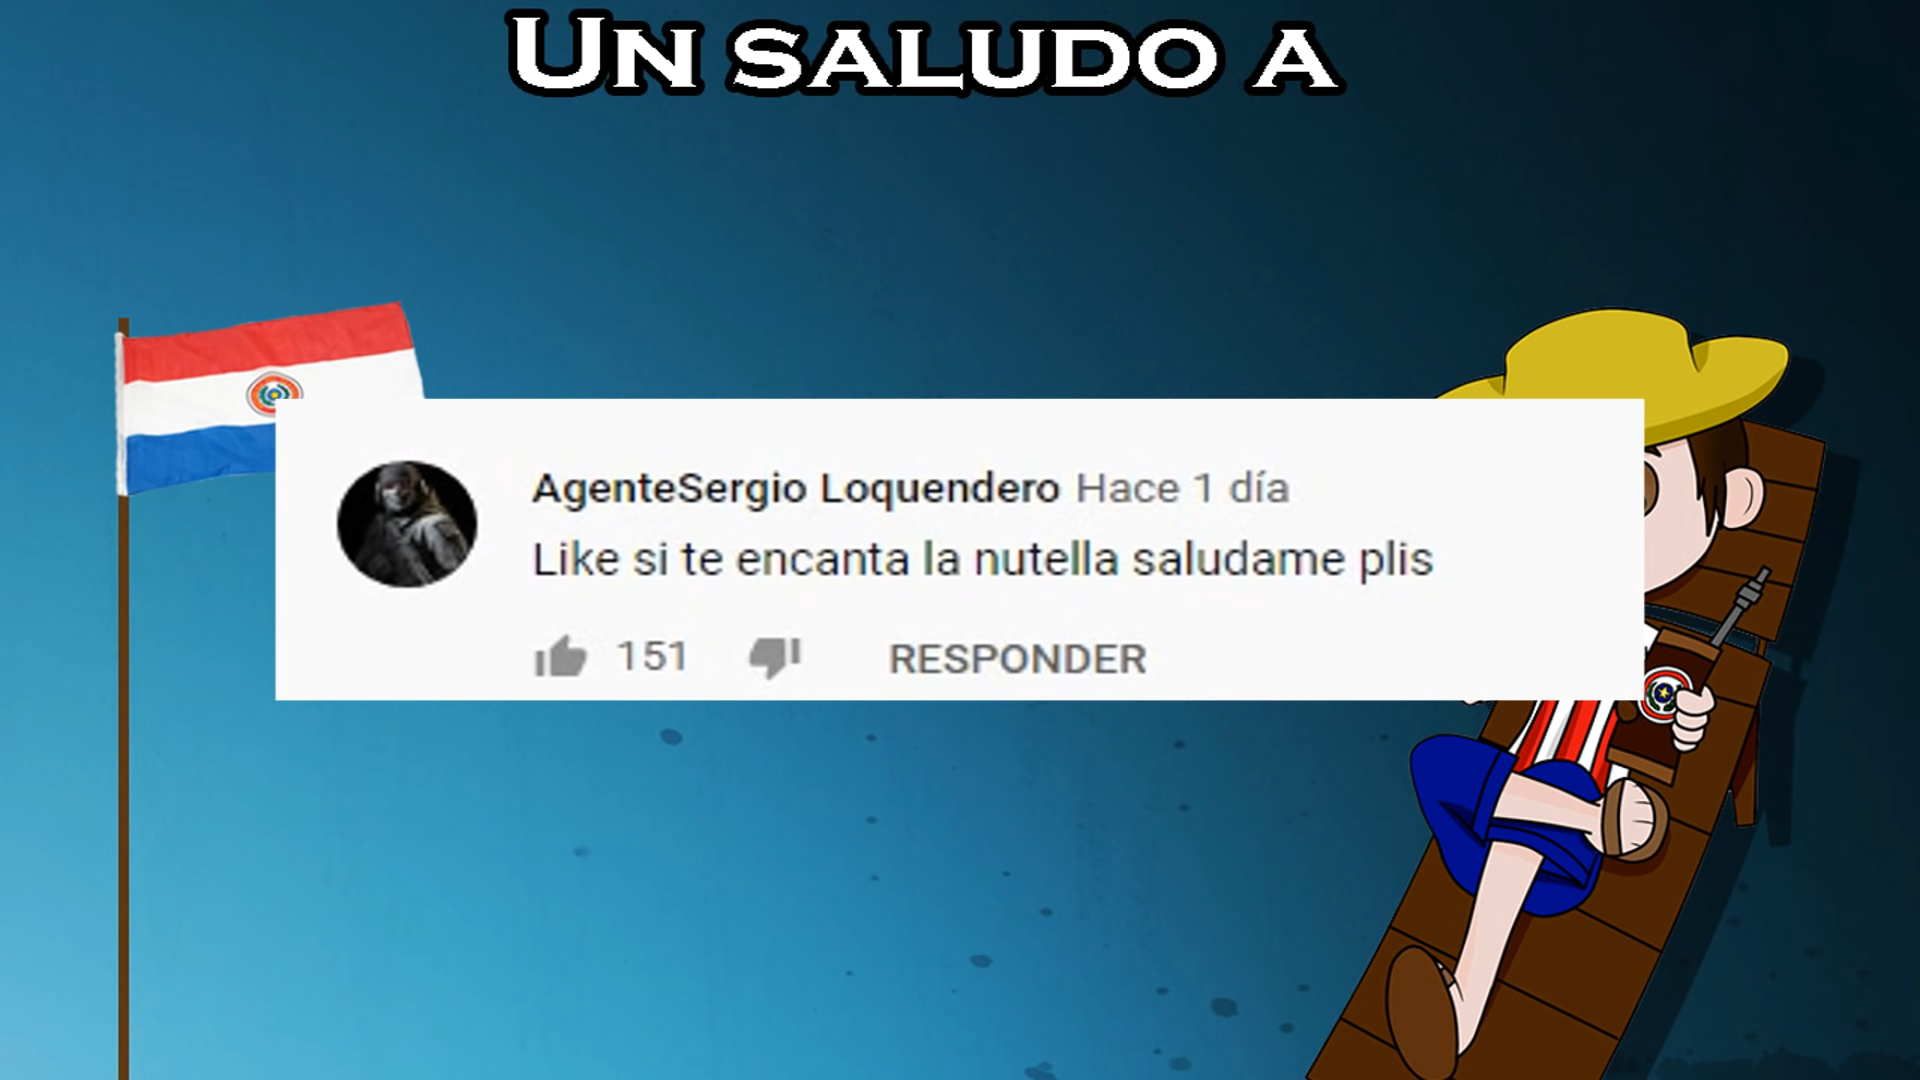 Un saludo a
AgenteSergio Loquendero Hace 1 día
Like si te encanta la nutella saludame plis
151 RESPONDER